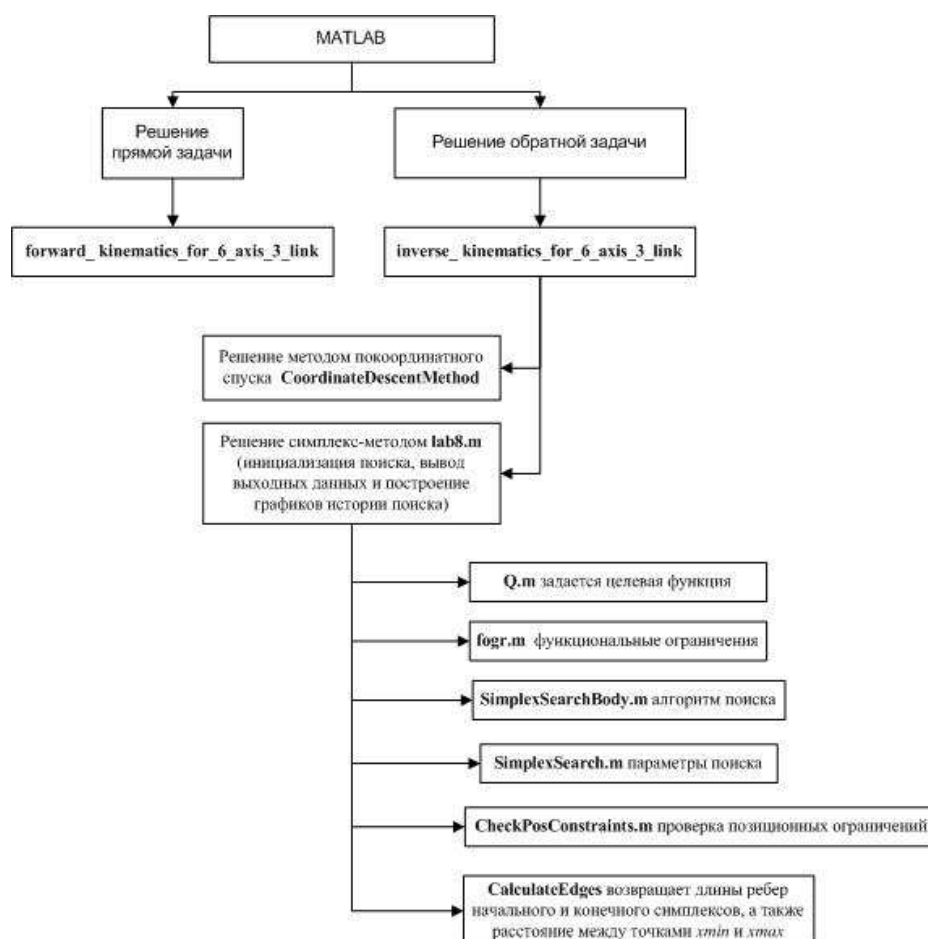 MATLAB
Решение
прямой задачи
Решение обратной задачи
forward_ kinematics_for_6_axis_3_link
inverse_ kinematics_for_6_axis_3_link
Решение методом покоординатного
спуска CoordinateDescentMethod
Решение симплекс-методом lab8.m
(инициализация поиска, вывод
выходных данных и построение
графиков истории поиска)
Q.m задается целевая функция
fogr.m функциональные ограничения
SimplexSearchBody.m алгоритм поиска
SimplexSearch.m параметры поиска
CheckPosConstraints.m проверка позиционных ограничений
CalculateEdges возвращает длины ребер
начального и конечного симплексов, а также
расстояние между точками xmin и xmax